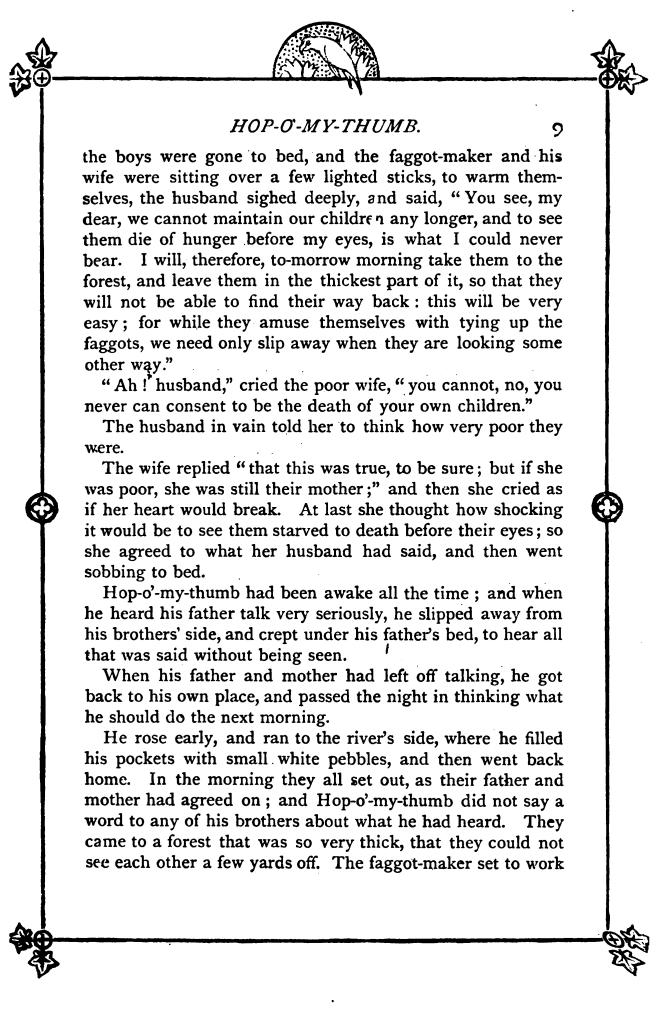 HOP-O'-MY-THUMB. 9
the boys were gone to bed, and the faggot-maker and his
wife were sitting over a few lighted sticks, to warm them-
selves, the husband sighed deeply, and said, “ You see, my
dear, we cannot maintain our children any longer, and to see
them die of hunger before my eyes, is what I could never
bear. I will, therefore, to-morrow morning take them to the
forest, and leave them in the thickest part of it, so that they
will not be able to find their way back : this will be very
easy ; for while they amuse themselves with tying up the
faggots, we need only slip away when they are looking some
other way.”
“ Ah ! husband,” cried the poor wife, “ you cannot, no, you
never can consent to be the death of your own children.”
The husband in vain told her to think how very poor they
were.
The wife replied “ that this was true, to be sure ; but if she
was poor, she was still their mother ;” and then she cried as
if her heart would break. At last she thought how shocking
it would be to see them starved to death before their eyes ; so
she agreed to what her husband had said, and then went
sobbing to bed.
Hop-o'-my-thumb had been awake all the time ; and when
he heard his father talk very seriously, he slipped away from
his brothers' side, and crept under his father's bed, to hear all
that was said without being seen.
When his father and mother had left off talking, he got
back to his own place, and passed the night in thinking what
he should do the next morning.
He rose early, and ran to the river's side, where he filled
his pockets with small white pebbles, and then went back
home. In the morning they all set out, as their father and
mother had agreed on ; and Hop-o'-my-thumb did not say a
word to any of his brothers about what he had heard. They
came to a forest that was so very thick, that they could not
see each other a few yards off. The faggot-maker set to work